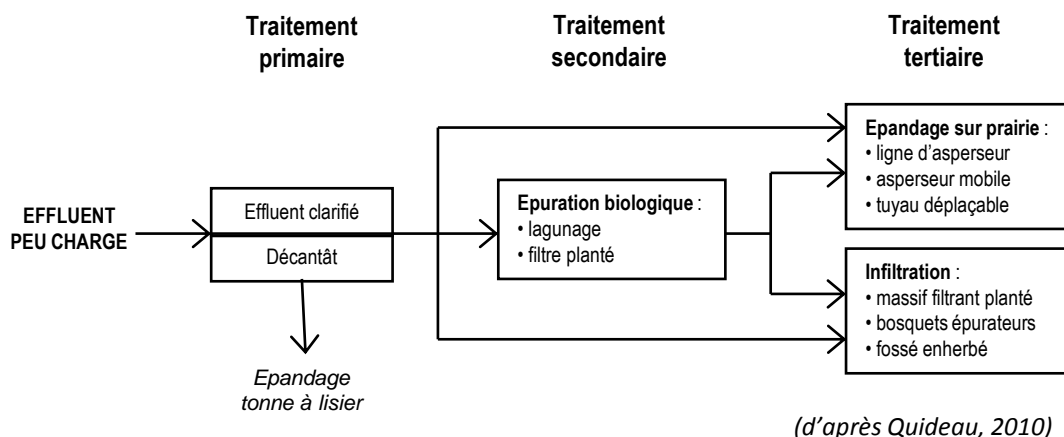 Traitement
primaire
Traitement
secondaire
Traitement
tertiaire
EFFLUENT
PEU CHARGE
Effluent clarifié
Décantât
Epandage
tonne à lisier
Epuration biologique :
• lagunage
• filtre planté
Epandage sur prairie :
• ligne d'asperseur
• asperseur mobile
• tuyau déplaçable
Infiltration :
• massif filtrant planté
• bosquets épurateurs
• fossé enherbé
(d'après Quideau, 2010)